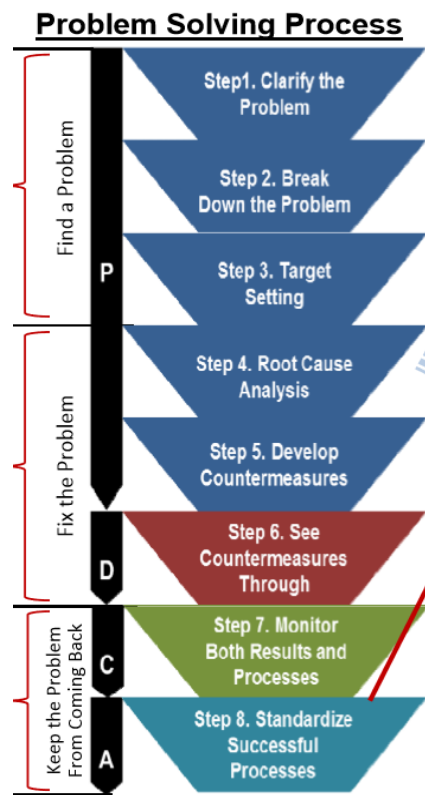 Problem Solving Process
Find a Problem
P
Step1. Clarify the
Problem
Step 2. Break
Down the Problem
Step 3. Target
Setting
Fix the Problem
Step 4. Root Cause
Analysis
Step 5. Develop
Countermeasures
D
Step 6. See
Countermeasures
Through
Keep the Problem
From Coming Back
C
Step 7. Monitor
Both Results and
Processes
A
Step 8. Standardize
Successful
Processes